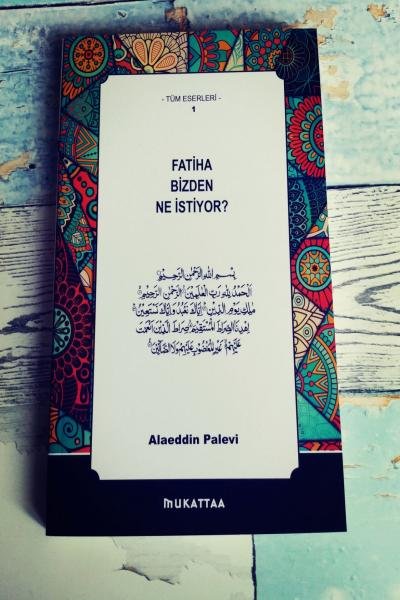 - TÜM ESERLERİ -
1
FATİHA
BİZDEN
NE İSTİYOR?
بِسْمِ اللّٰهِ الرَّحْمٰنِ الرَّحِيمِ
اَلْحَمْدُ لِلّٰهِ رَبِّ الْعَالَمِينَ ۝ اَلرَّحْمٰنِ الرَّحِيمِ ۝
مَالِكِ يَوْمِ الدِّينِ ۝ اِيَّاكَ نَعْبُدُ وَاِيَّاكَ نَسْتَعِينُ ۝
اِهْدِنَا الصِّرَاطَ الْمُسْتَقِيمَ ۝ صِرَاطَ الَّذِينَ اَنْعَمْتَ
عَلَيْهِمْ ۝ غَيْرِ الْمَغْضُوبِ عَلَيْهِمْ وَلَا الضَّالِّينَ ۝
Alaeddin Palevi
MUKATTAA